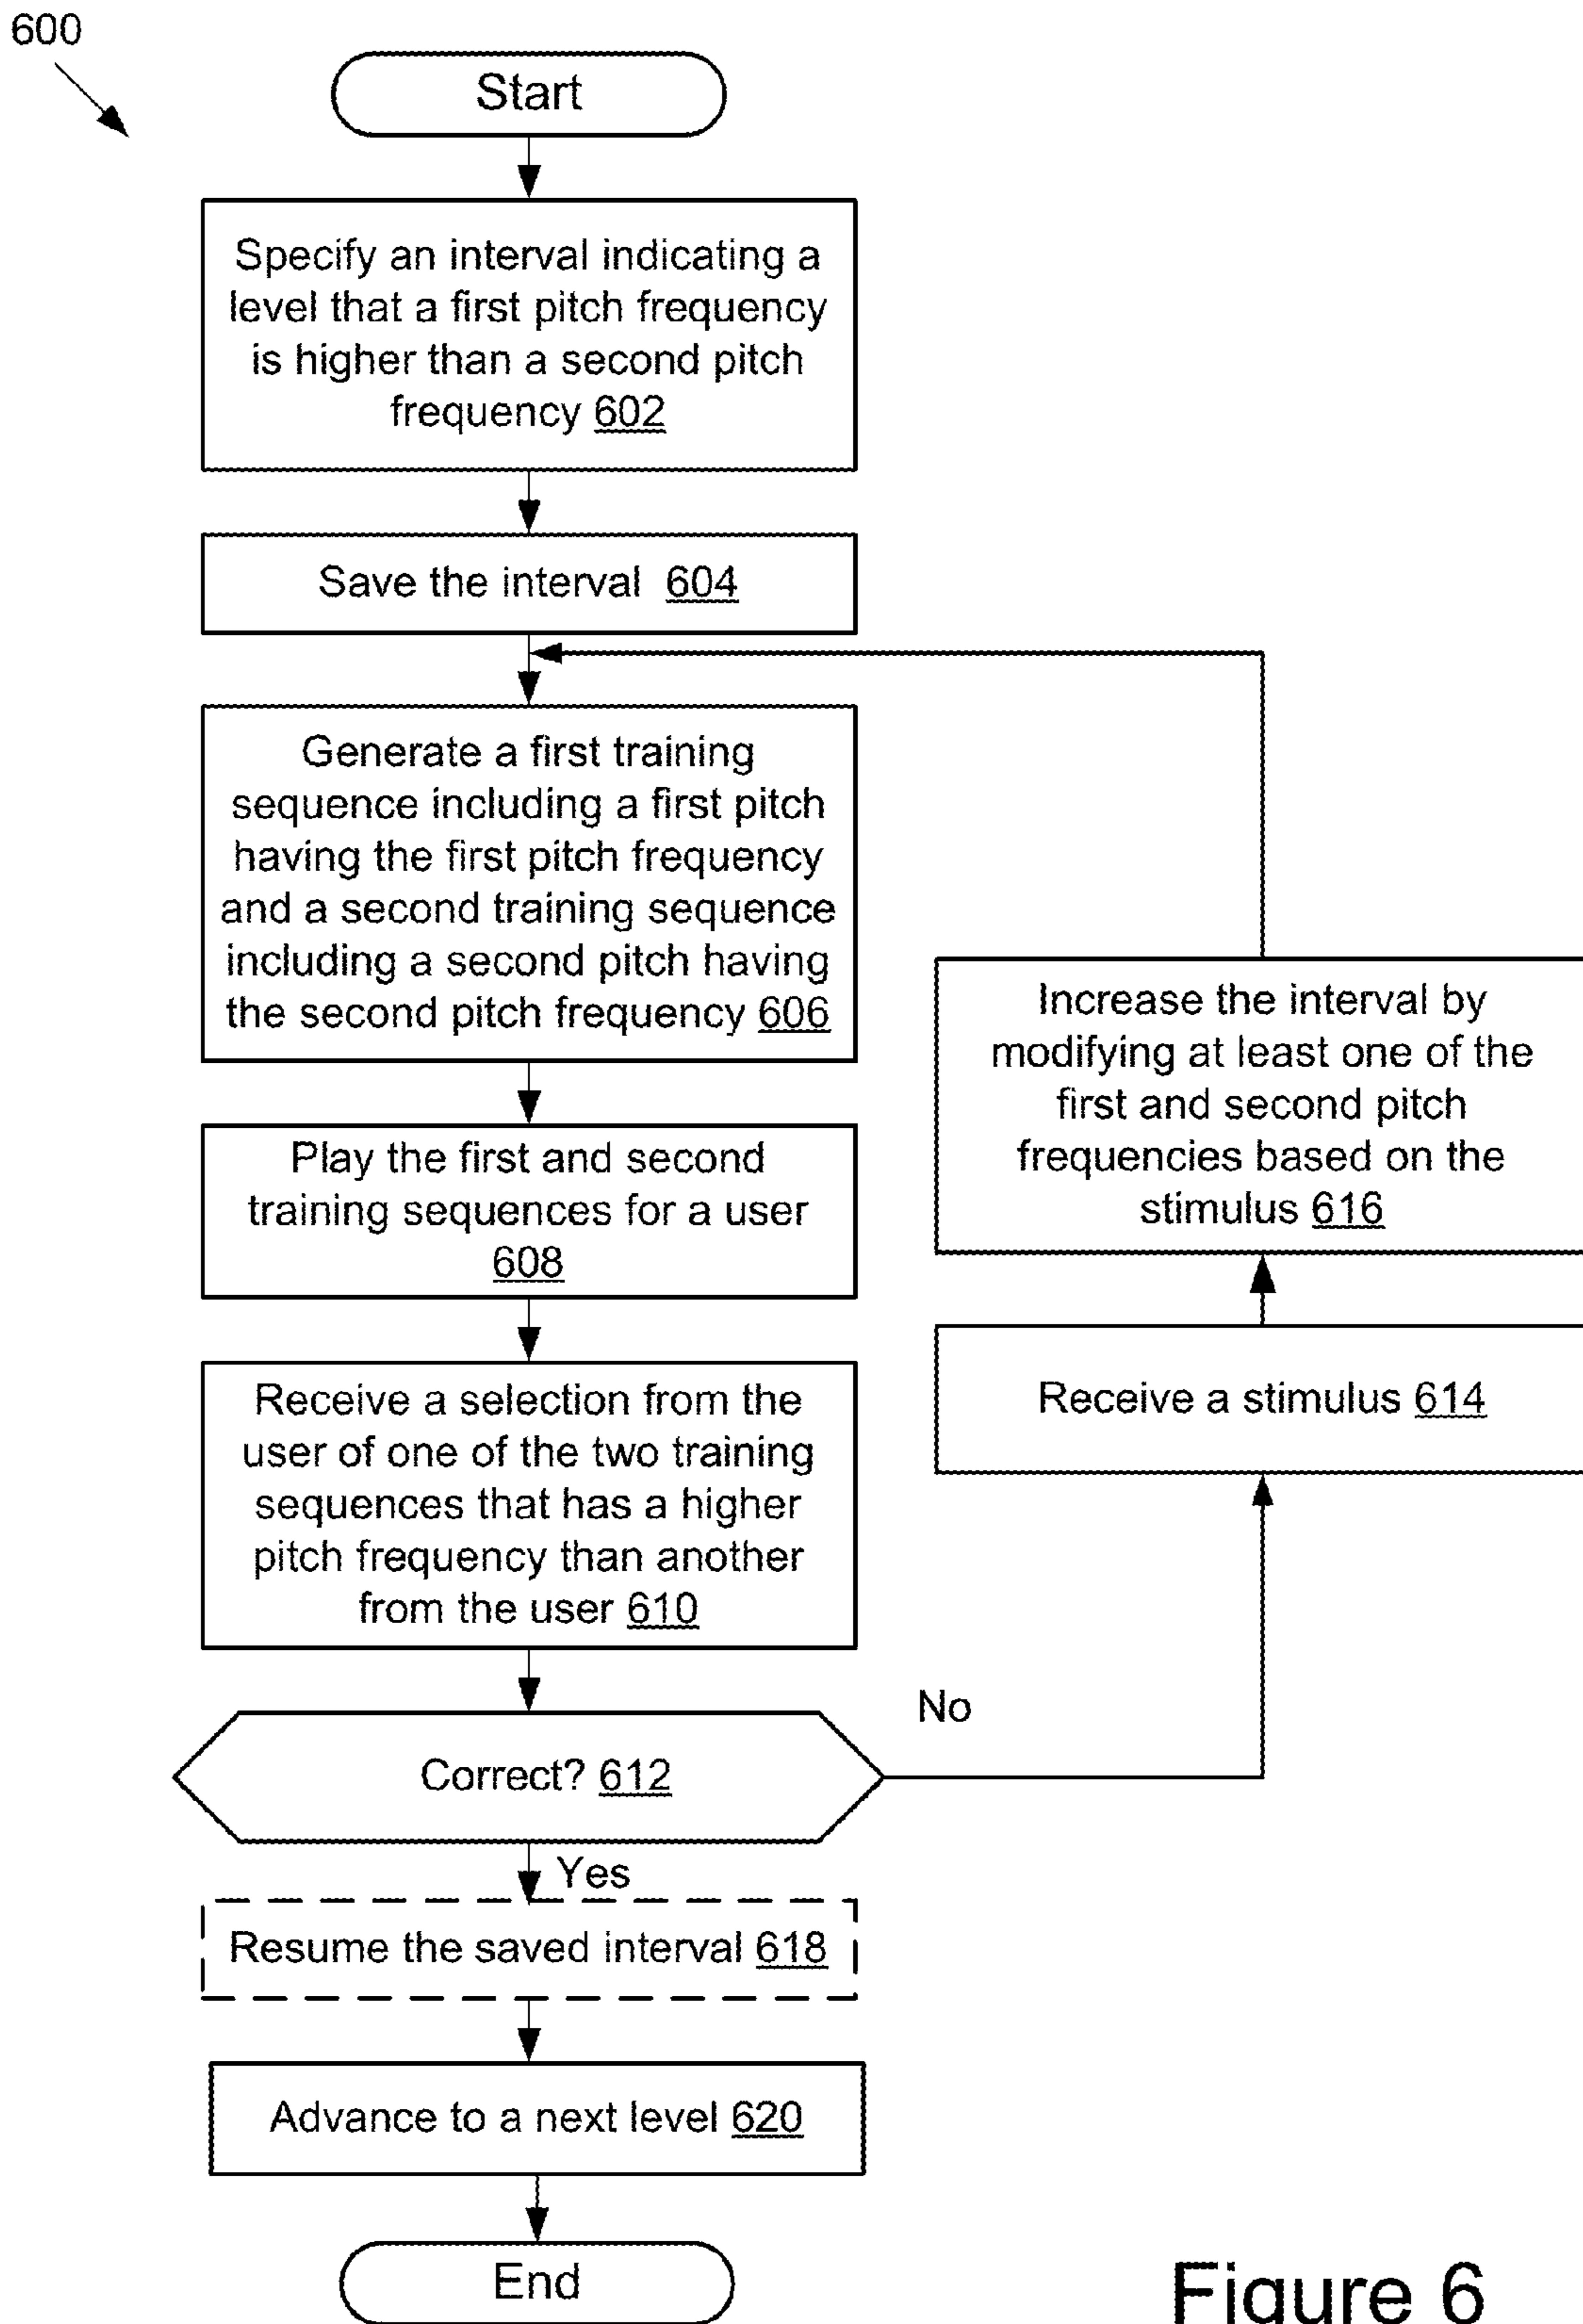 600
Start
Specify an interval indicating a
level that a first pitch frequency
is higher than a second pitch
frequency 602
Save the interval 604
Generate a first training
sequence including a first pitch
having the first pitch frequency
and a second training sequence
including a second pitch having
the second pitch frequency 606
Play the first and second
training sequences for a user
608
Receive a selection from the
user of one of the two training
sequences that has a higher
pitch frequency than another
from the user 610
Correct? 612
No
Receive a stimulus 614
Increase the interval by
modifying at least one of the
first and second pitch
frequencies based on the
stimulus 616
Yes
Resume the saved interval 618
Advance to a next level 620
End
Figure 6